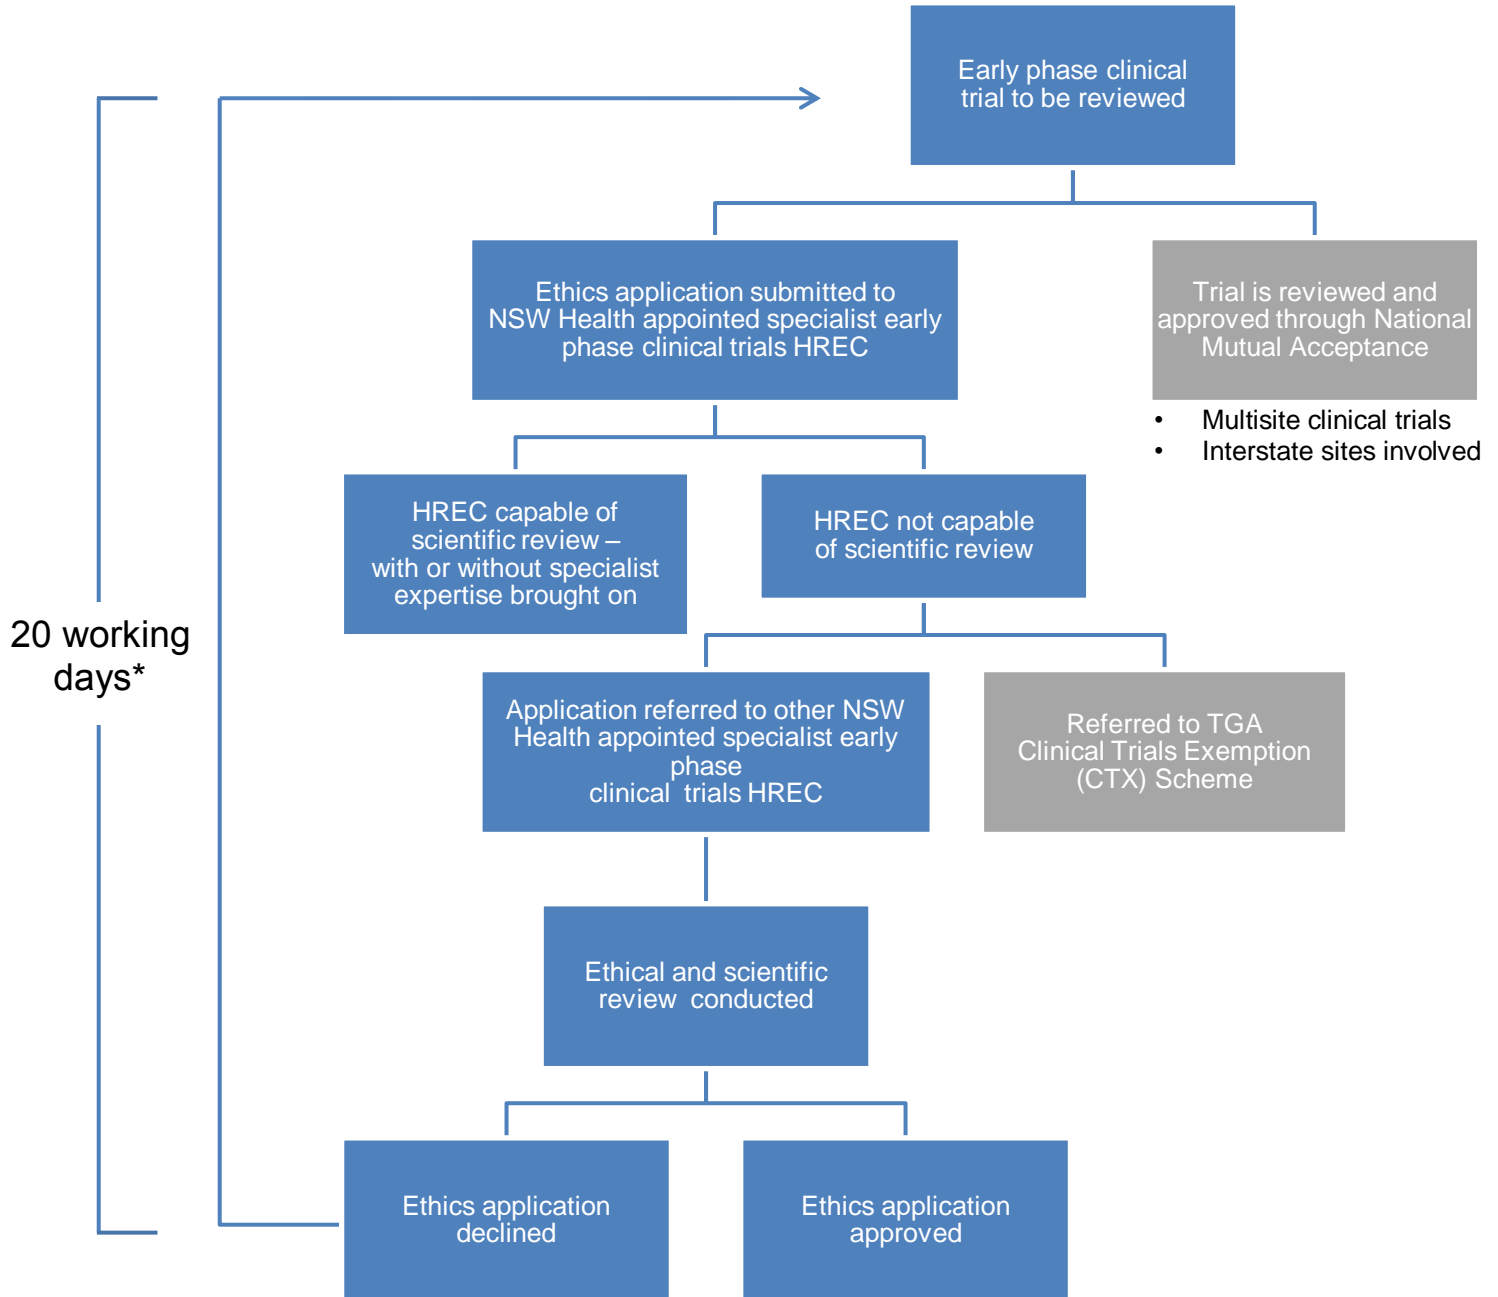 Early phase clinical
trial to be reviewed
Ethics application submitted to
NSW Health appointed specialist early
phase clinical trials HREC
Trial is reviewed and
approved through National
Mutual Acceptance
• Multisite clinical trials
• Interstate sites involved
HREC capable of
scientific review –
with or without specialist
expertise brought on
HREC not capable
of scientific review
20 working
days*
Application referred to other NSW
Health appointed specialist early
phase
clinical trials HREC
Referred to TGA
Clinical Trials Exemption
(CTX) Scheme
Ethical and scientific
review conducted
Ethics application
declined
Ethics application
approved